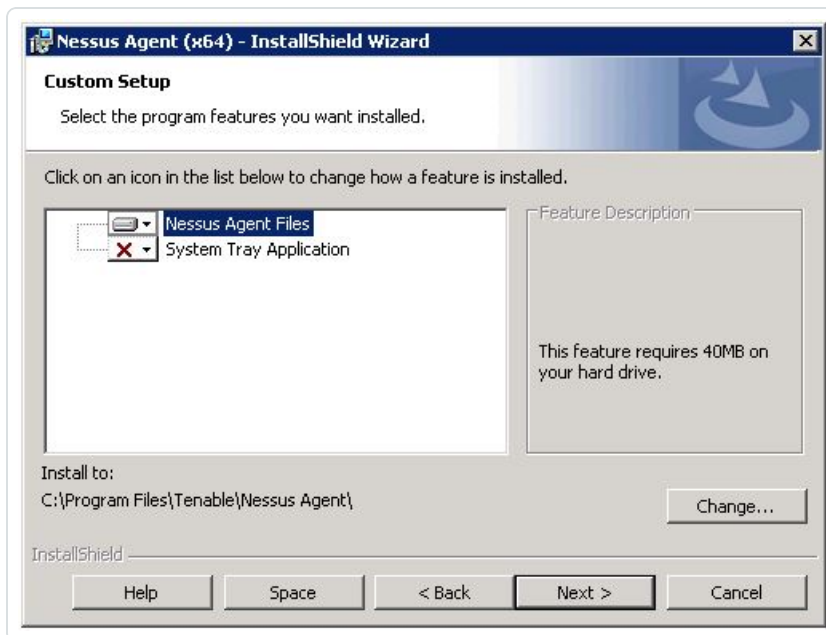 Nessus Agent (x64) - InstallShield Wizard
Custom Setup
Select the program features you want installed.
Click on an icon in the list below to change how a feature is installed.
Nessus Agent Files
System Tray Application
Feature Description
This feature requires 40MB on
your hard drive.
Install to:
C:\Program Files\Tenable\Nessus Agent\
Change...
InstallShield
Help
Space
< Back
Next >
Cancel